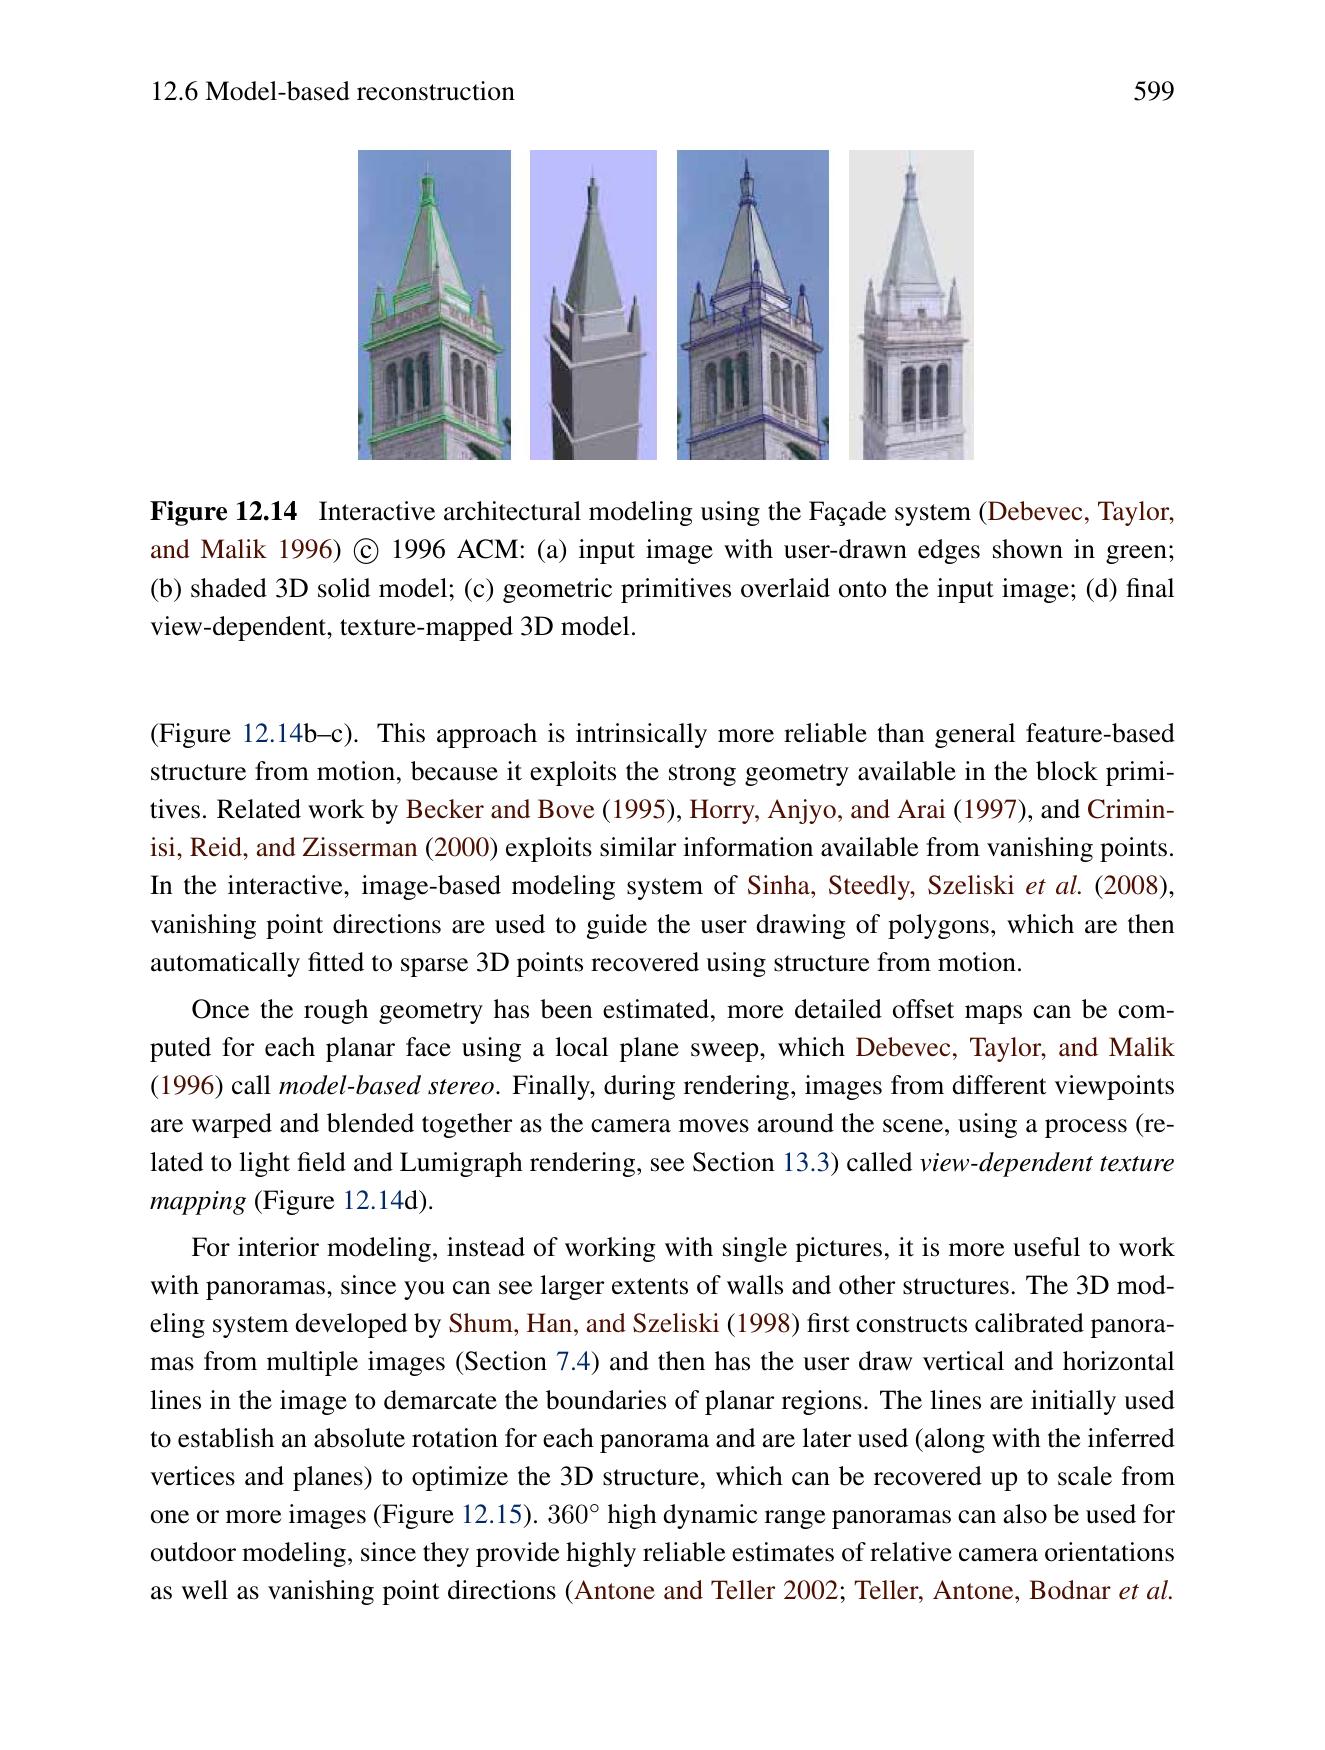 12.6 Model-based reconstruction 599
Figure 12.14 Interactive architectural modeling using the Façade system (Debevec, Taylor,
and Malik 1996) © 1996 ACM: (a) input image with user-drawn edges shown in green;
(b) shaded 3D solid model; (c) geometric primitives overlaid onto the input image; (d) final
view-dependent, texture-mapped 3D model.
(Figure 12.14b–c). This approach is intrinsically more reliable than general feature-based
structure from motion, because it exploits the strong geometry available in the block primi-
tives. Related work by Becker and Bove (1995), Horry, Anjyo, and Arai (1997), and Crimin-
isi, Reid, and Zisserman (2000) exploits similar information available from vanishing points.
In the interactive, image-based modeling system of Sinha, Steedly, Szeliski et al. (2008),
vanishing point directions are used to guide the user drawing of polygons, which are then
automatically fitted to sparse 3D points recovered using structure from motion.
Once the rough geometry has been estimated, more detailed offset maps can be com-
puted for each planar face using a local plane sweep, which Debevec, Taylor, and Malik
(1996) call model-based stereo. Finally, during rendering, images from different viewpoints
are warped and blended together as the camera moves around the scene, using a process (re-
lated to light field and Lumigraph rendering, see Section 13.3) called view-dependent texture
mapping (Figure 12.14d).
For interior modeling, instead of working with single pictures, it is more useful to work
with panoramas, since you can see larger extents of walls and other structures. The 3D mod-
eling system developed by Shum, Han, and Szeliski (1998) first constructs calibrated panora-
mas from multiple images (Section 7.4) and then has the user draw vertical and horizontal
lines in the image to demarcate the boundaries of planar regions. The lines are initially used
to establish an absolute rotation for each panorama and are later used (along with the inferred
vertices and planes) to optimize the 3D structure, which can be recovered up to scale from
one or more images (Figure 12.15). 360° high dynamic range panoramas can also be used for
outdoor modeling, since they provide highly reliable estimates of relative camera orientations
as well as vanishing point directions (Antone and Teller 2002; Teller, Antone, Bodnar et al.